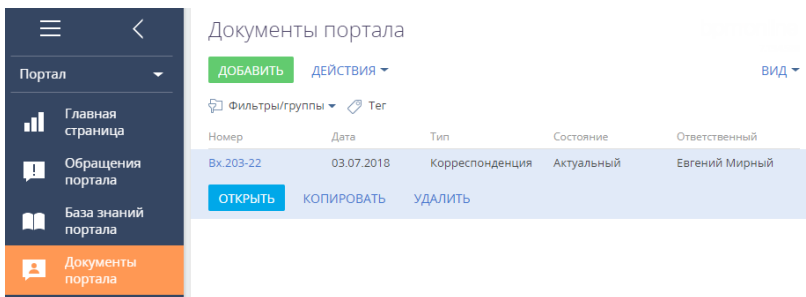 Документы портала
Портал
ДОБАВИТЬ ДЕЙСТВИЯ ВИД
Фильтры/группы Тег
Главная
страница
Обращения
портала
База знаний
портала
Документы
портала
Номер Дата Тип Состояние Ответственный
Вх.203-22 03.07.2018 Корреспонденция Актуальный Евгений Мирный
ОТКРЫТЬ КОПИРОВАТЬ УДАЛИТЬ